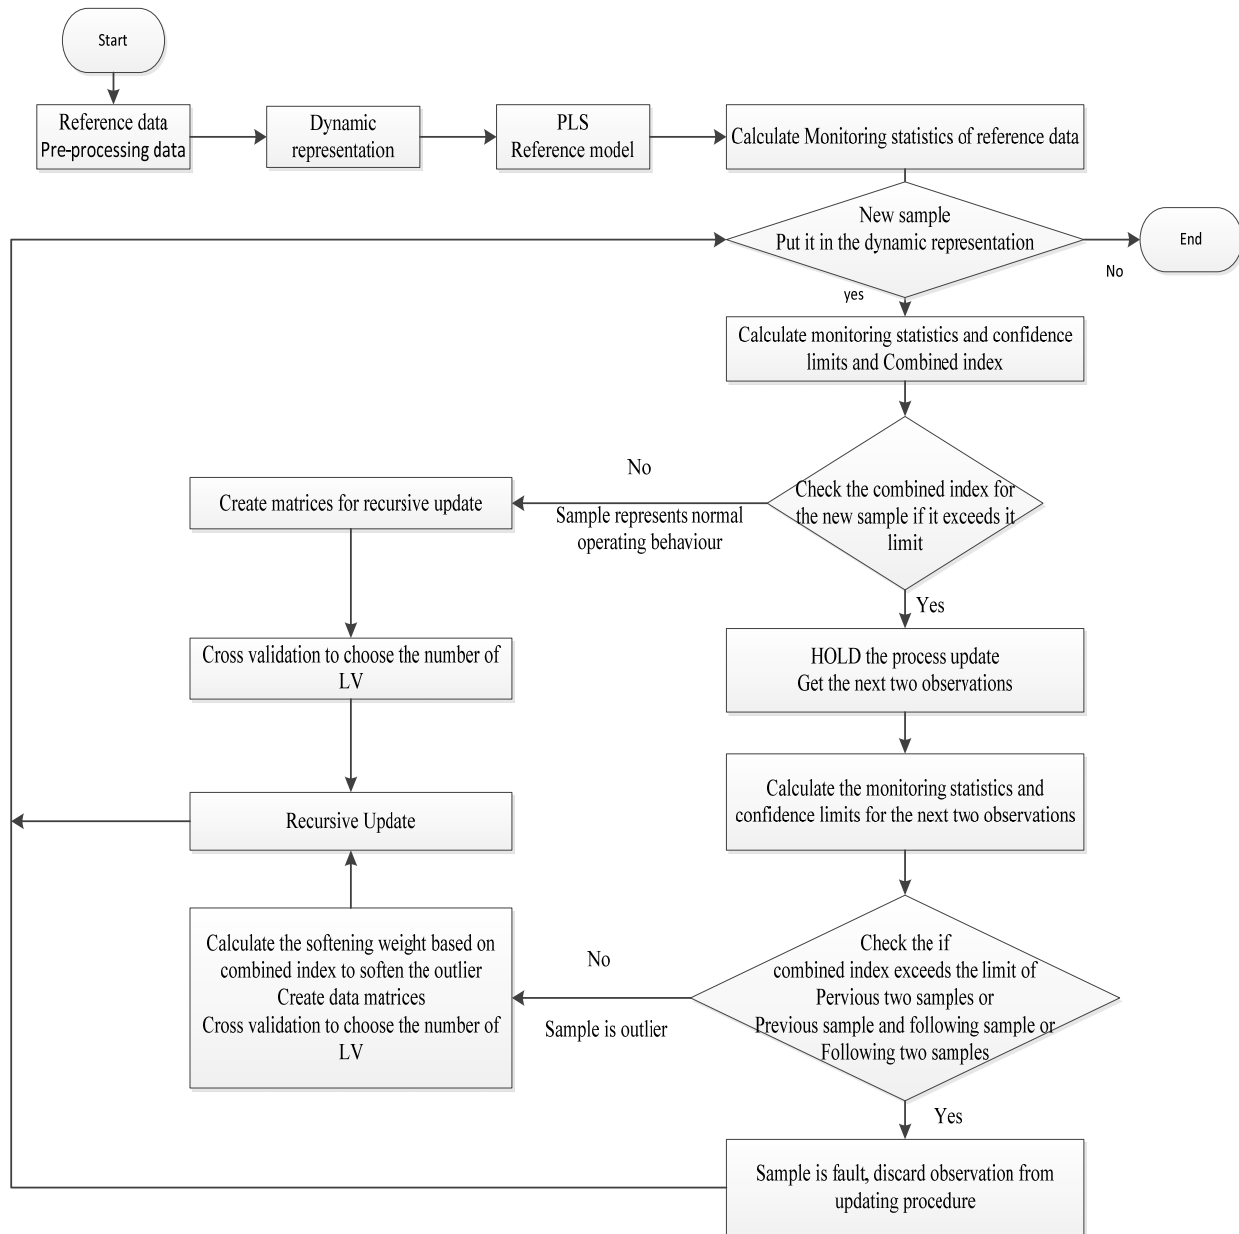 Start
Reference data
Pre-processing data
Dynamic
representation
PLS
Reference model
Calculate Monitoring statistics of reference data
New sample
Put it in the dynamic representation
End
No
yes
Calculate monitoring statistics and confidence
limits and Combined index
Check the combined index for
the new sample if it exceeds it
limit
No
Sample represents normal
operating behaviour
Create matrices for recursive update
Yes
Cross validation to choose the number of
LV
HOLD the process update
Get the next two observations
Calculate the monitoring statistics and
confidence limits for the next two observations
Recursive Update
Check the if
combined index exceeds the limit of
Pervious two samples or
Previous sample and following sample or
Following two samples
No
Sample is outlier
Calculate the softening weight based on
combined index to soften the outlier
Create data matrices
Cross validation to choose the number of
LV
Yes
Sample is fault, discard observation from
updating procedure